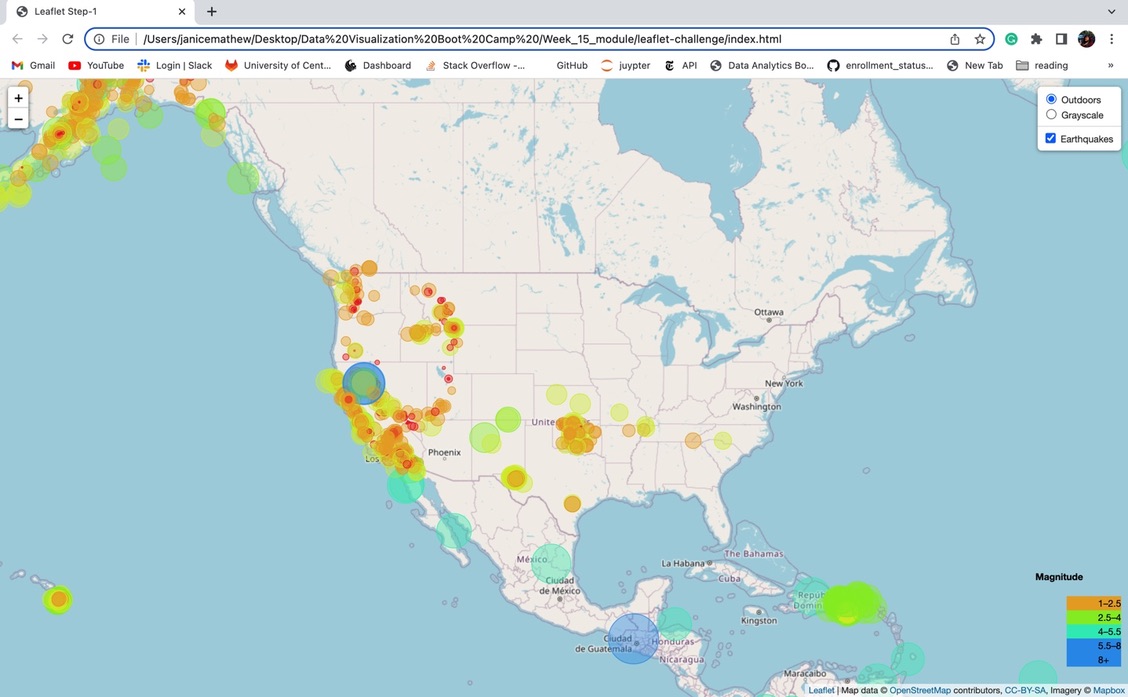 Leaflet Step-1
File
/Users/janicemathew/Desktop/Data%20Visualization%20Boot%20Camp%20/Week_15_module/leaflet-challenge/index.html
Gmail
YouTube
Login | Slack
University of Cent...
Dashboard
Stack Overflow -...
GitHub
juypter
API
Data Analytics Bo...
enrollment_status...
New Tab
reading
»
+
−
Outdoors
Grayscale
Earthquakes
Ottawa
New York
Washington
United
Phoenix
Los
La Habana
The Bahamas
Cuba
México
Ciudad
de México
Kingston
Repub
Domin
Ciudad
de Guatemala
Honduras
Nicaragua
Maracaibo
Magnitude
1–2.5
2.5–4
4–5.5
5.5–8
8+
Leaflet | Map data © OpenStreetMap contributors, CC-BY-SA, Imagery © Mapbox